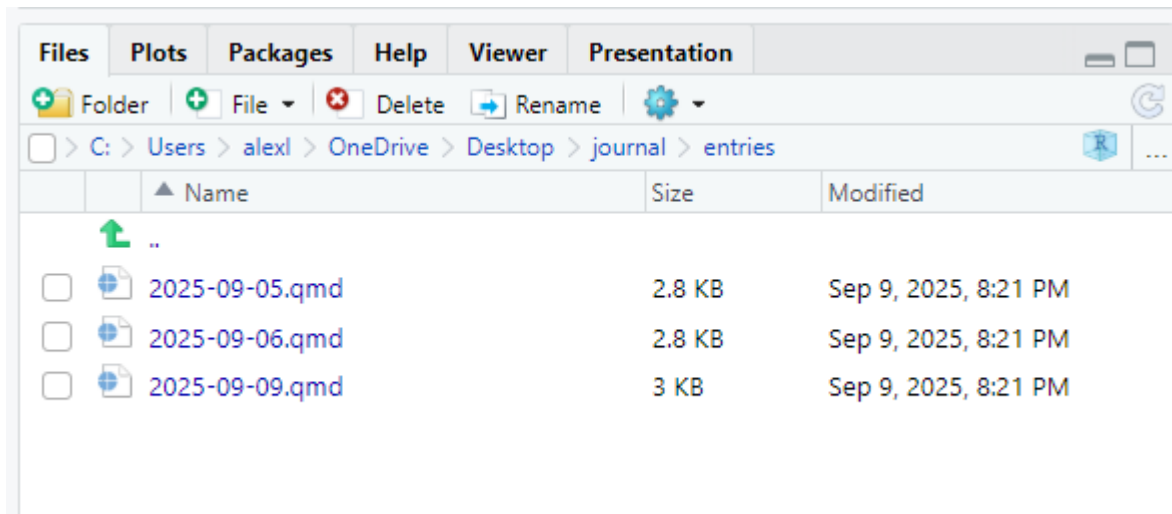 Files Plots Packages Help Viewer Presentation
Folder File Delete Rename
C: > Users > alexl > OneDrive > Desktop > journal > entries R ...
Name Size Modified
..
2025-09-05.qmd 2.8 KB Sep 9, 2025, 8:21 PM
2025-09-06.qmd 2.8 KB Sep 9, 2025, 8:21 PM
2025-09-09.qmd 3 KB Sep 9, 2025, 8:21 PM